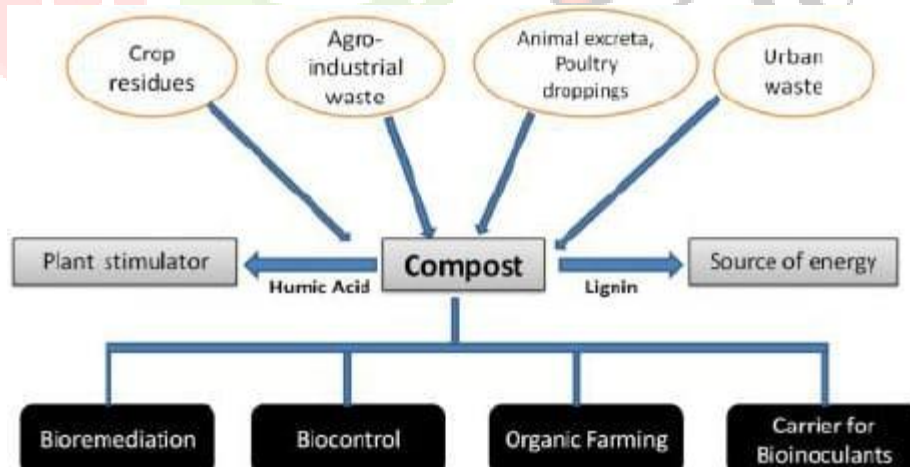 Crop
residues
Agro-
industrial
waste
Animal excreta,
Poultry
droppings
Urban
waste
Plant stimulator
Humic Acid
Compost
Lignin
Source of energy
Bioremediation
Biocontrol
Organic Farming
Carrier for
Bioinoculants